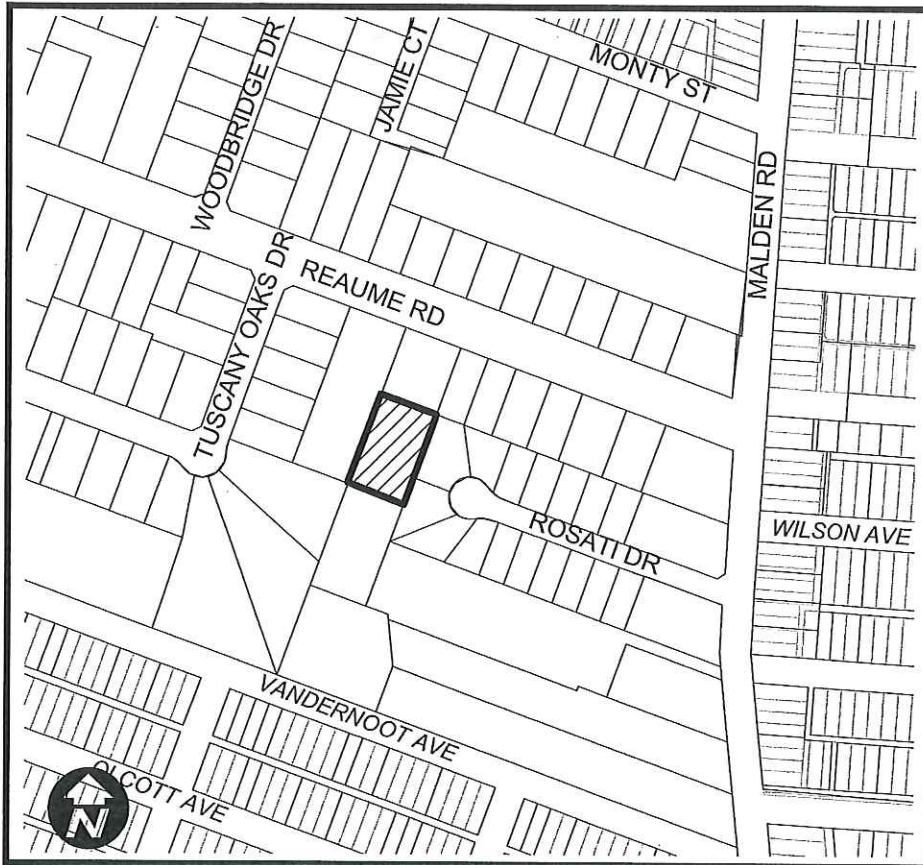 WOODBRIDGE DR
JAMIE CT
MONTY ST
MALDEN RD
REAUME RD
TUSCANY OAKS DR
ROSATI DR
WILSON AVE
VANDERNOOT AVE
OLCOTT AVE
N